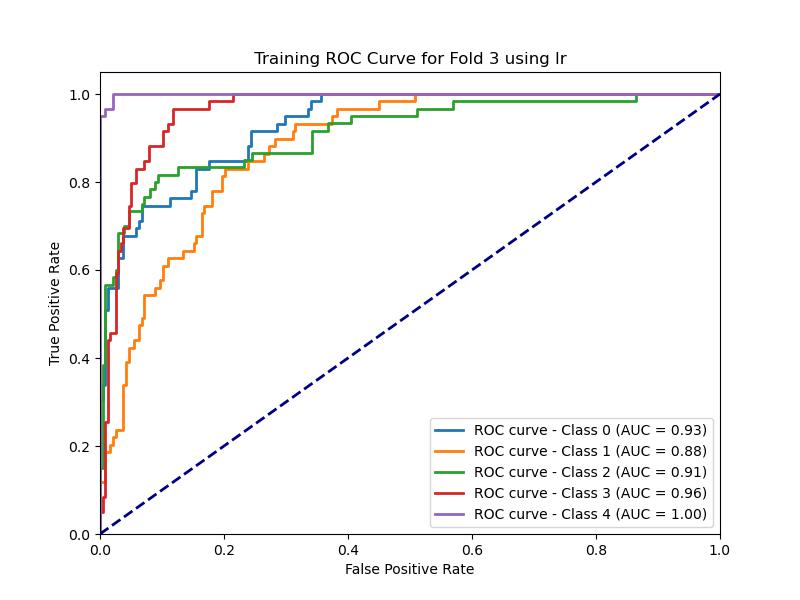 Training ROC Curve for Fold 3 using lr
1.0
0.8
0.6
0.4
0.2
0.0
True Positive Rate
ROC curve - Class 0 (AUC = 0.93)
ROC curve - Class 1 (AUC = 0.88)
ROC curve - Class 2 (AUC = 0.91)
ROC curve - Class 3 (AUC = 0.96)
ROC curve - Class 4 (AUC = 1.00)
0.0 0.2 0.4 0.6 0.8 1.0
False Positive Rate